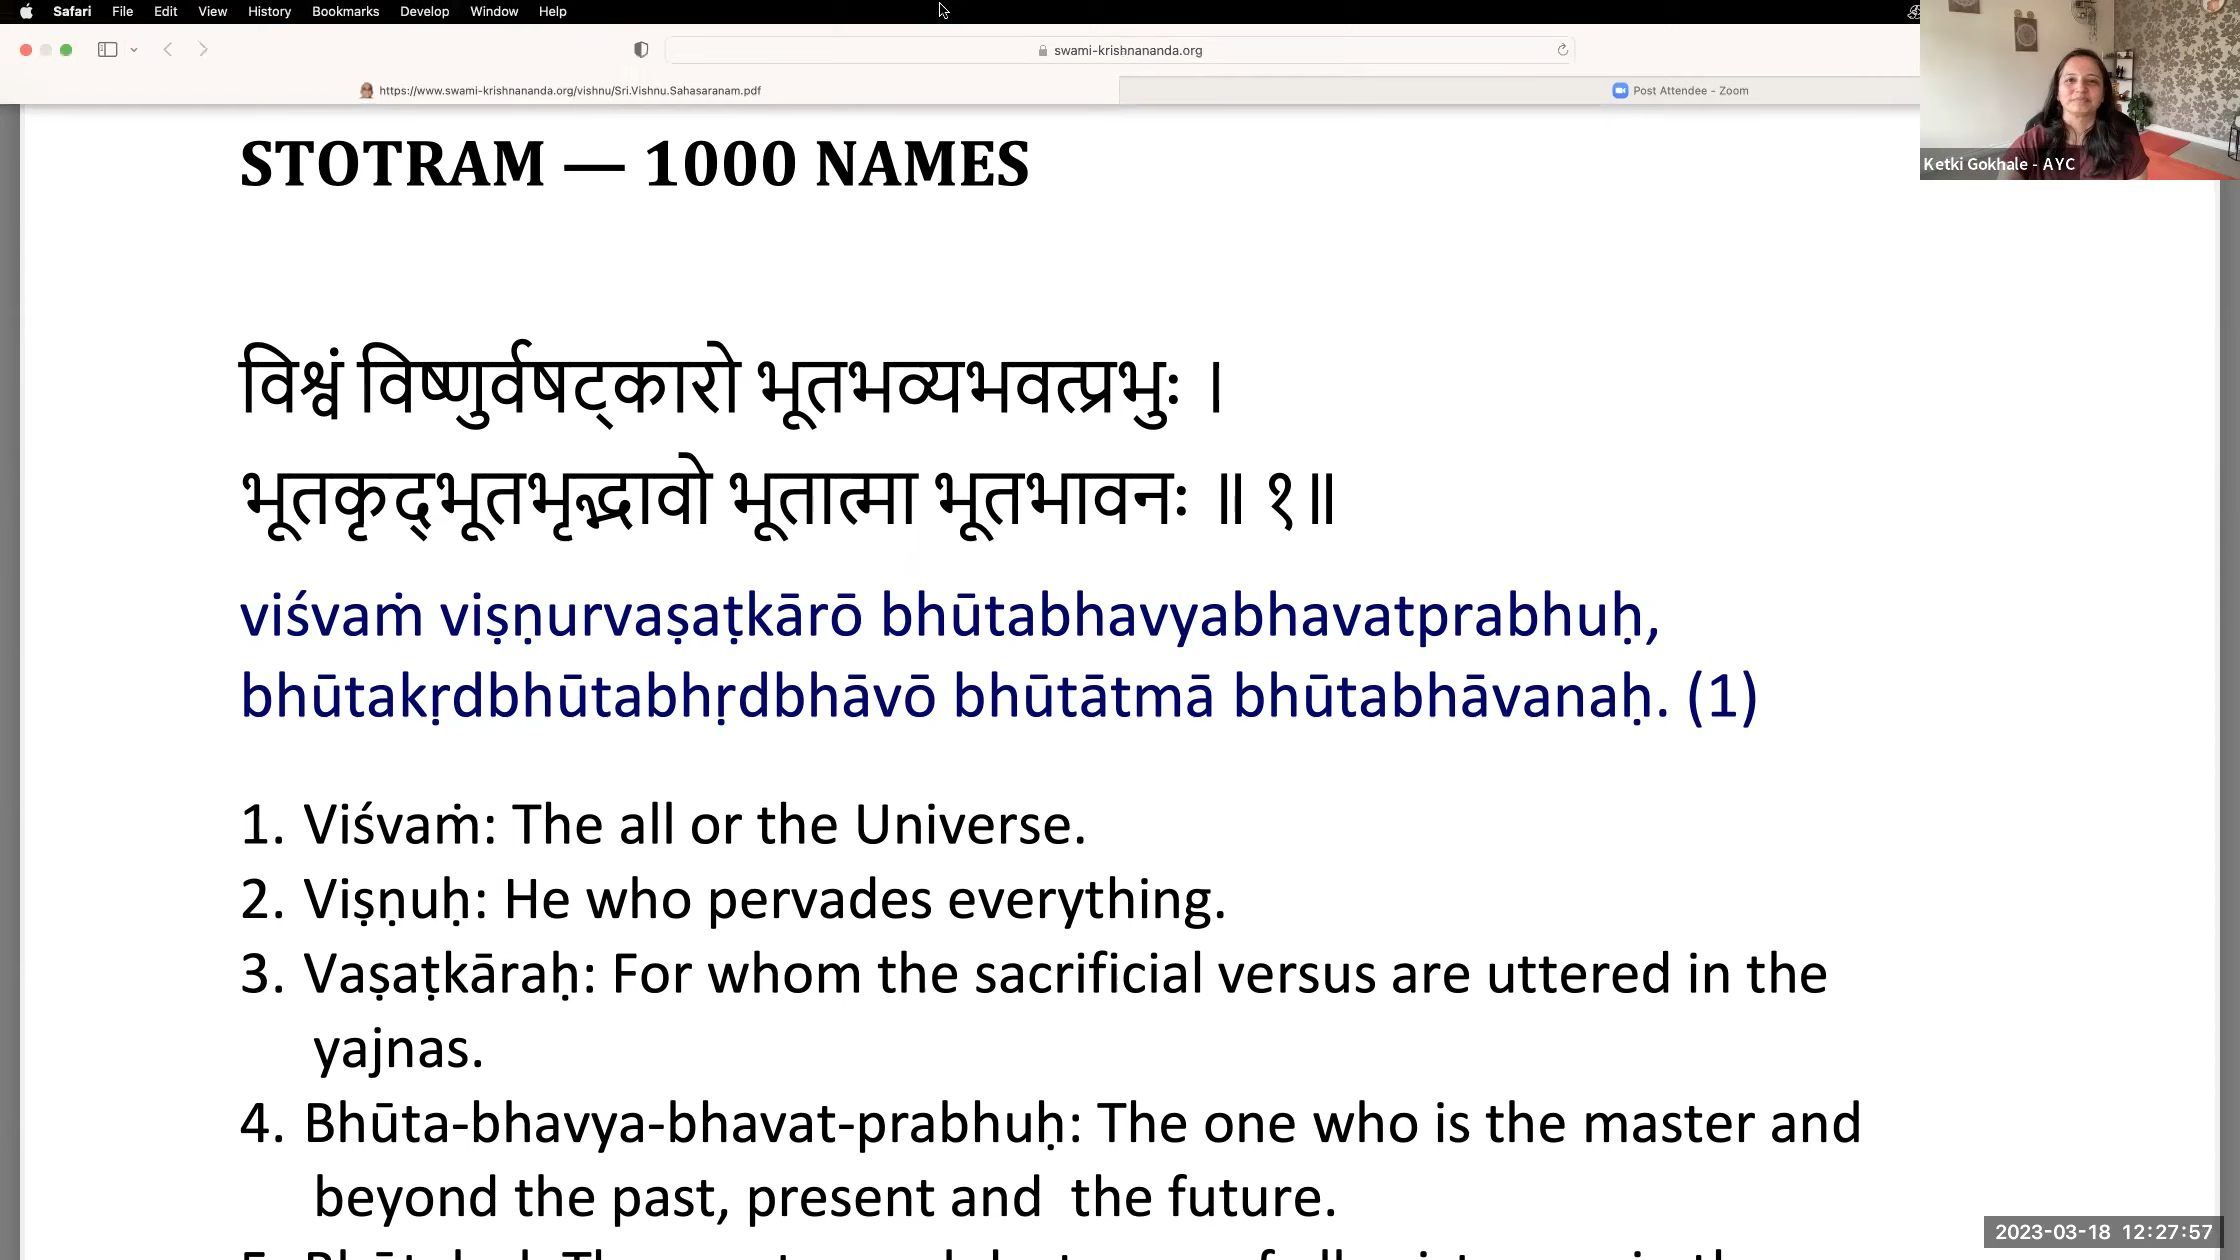 Safari File Edit View History Bookmarks Develop Window Help
swami-krishnananda.org
https://www.swami-krishnananda.org/vishnu/Sri.Vishnu.Sahasaranam.pdf
Post Attendee - Zoom
Ketki Gokhale - AYC
STOTRAM — 1000 NAMES
विश्वं विष्णुर्वषट्कारो भूतभव्यभवत्प्रभुः ।
भूतकृद्भूतभृद्भावो भूतात्मा भूतभावनः ॥ १॥
viśvaṁ viṣṇurvaṣaṭkārō bhūtabhavyabhavatprabhuḥ,
bhūtakṛdbhūtabhṛdbhāvō bhūtātmā bhūtabhāvanaḥ. (1)
1. Viśvaṁ: The all or the Universe.
2. Viṣṇuḥ: He who pervades everything.
3. Vaṣaṭkāraḥ: For whom the sacrificial versus are uttered in the
yajnas.
4. Bhūta-bhavya-bhavat-prabhuḥ: The one who is the master and
beyond the past, present and the future.
2023-03-18 12:27:57